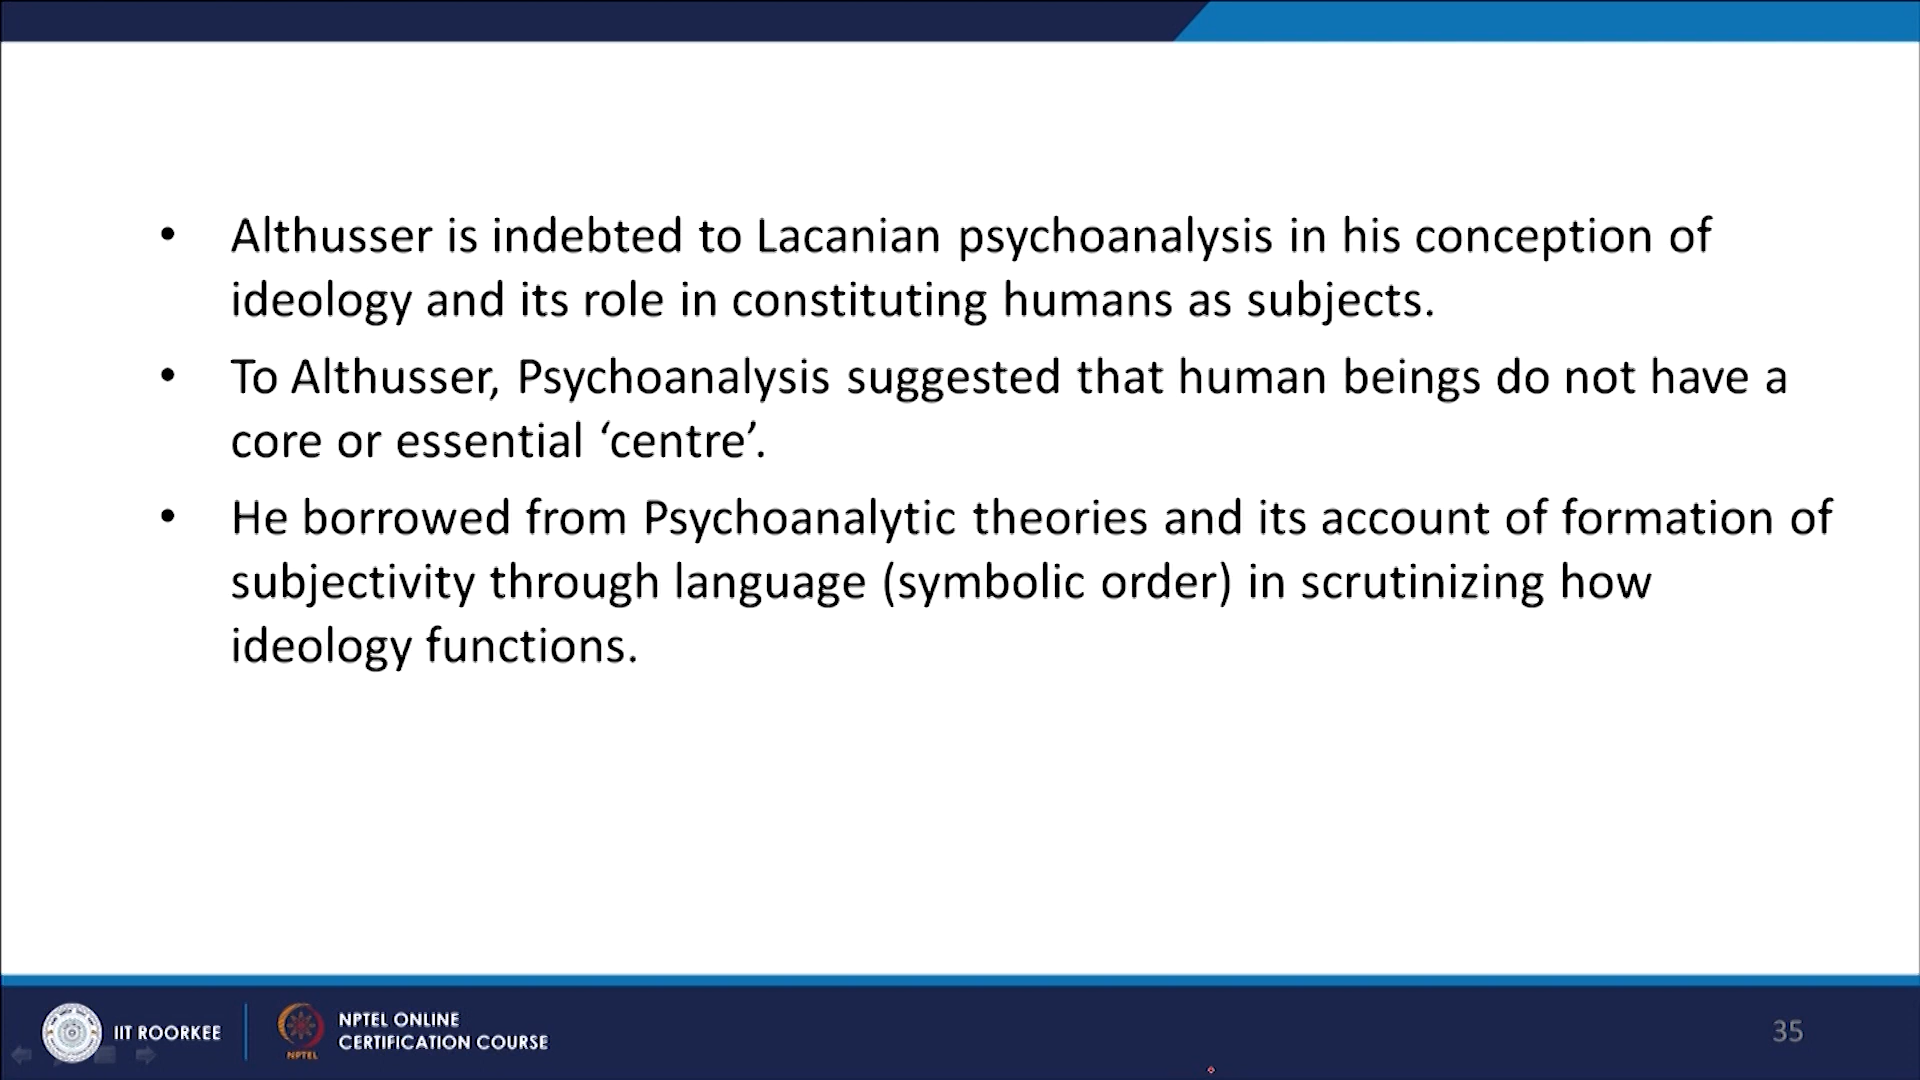 • Althusser is indebted to Lacanian psychoanalysis in his conception of
ideology and its role in constituting humans as subjects.
• To Althusser, Psychoanalysis suggested that human beings do not have a
core or essential ‘centre’.
• He borrowed from Psychoanalytic theories and its account of formation of
subjectivity through language (symbolic order) in scrutinizing how
ideology functions.
IIT ROORKEE
NPTEL
NPTEL ONLINE
CERTIFICATION COURSE
35